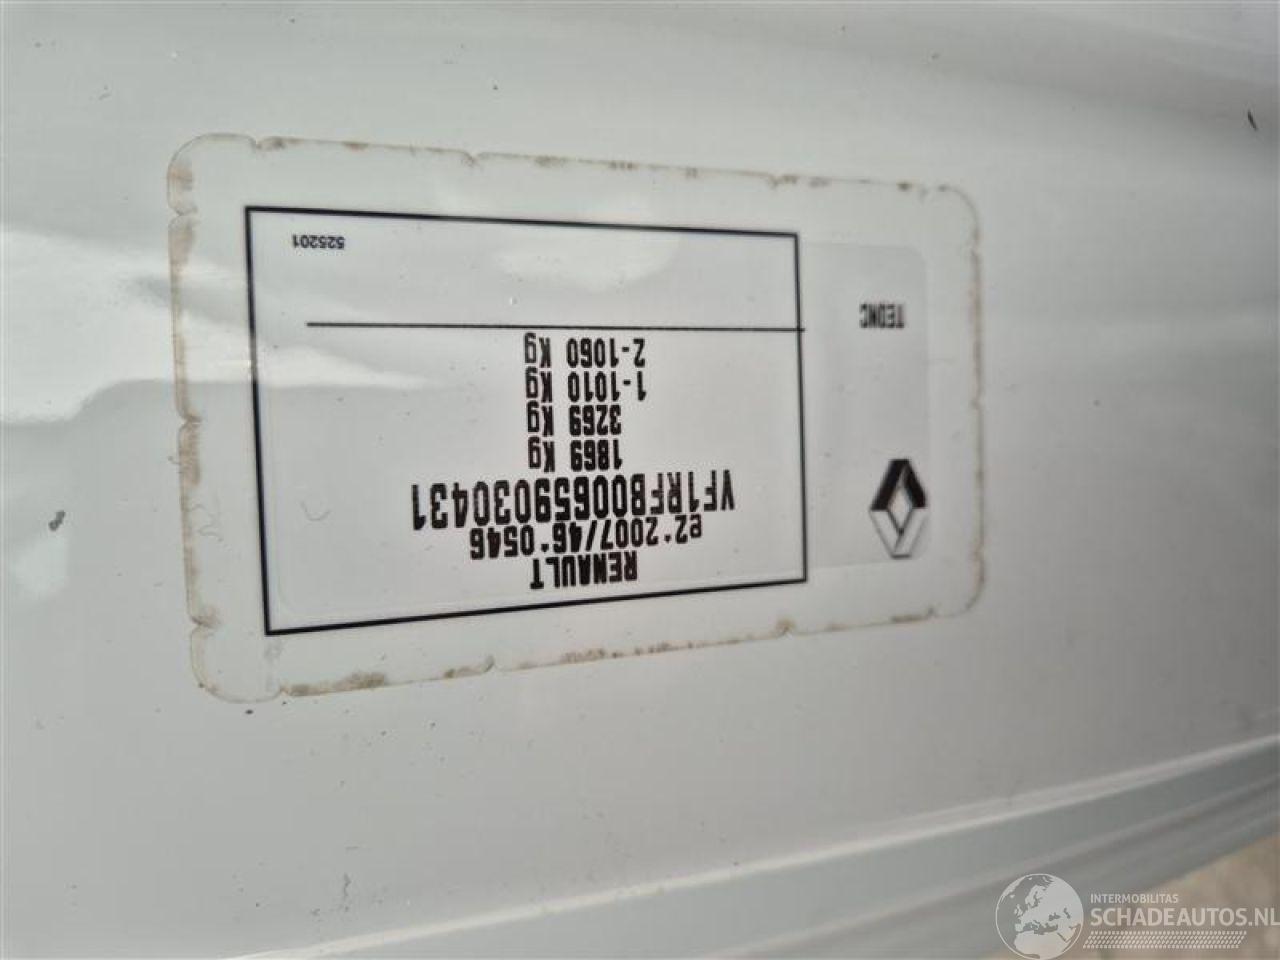 RENAULT
e2*2007/46*0546
VF1RFB00659030431
1869 Kg
3269 Kg
1-1010 Kg
2-1060 Kg
525201
TEDNC
INTERMOBILITAS
SCHADEAUTOS.NL